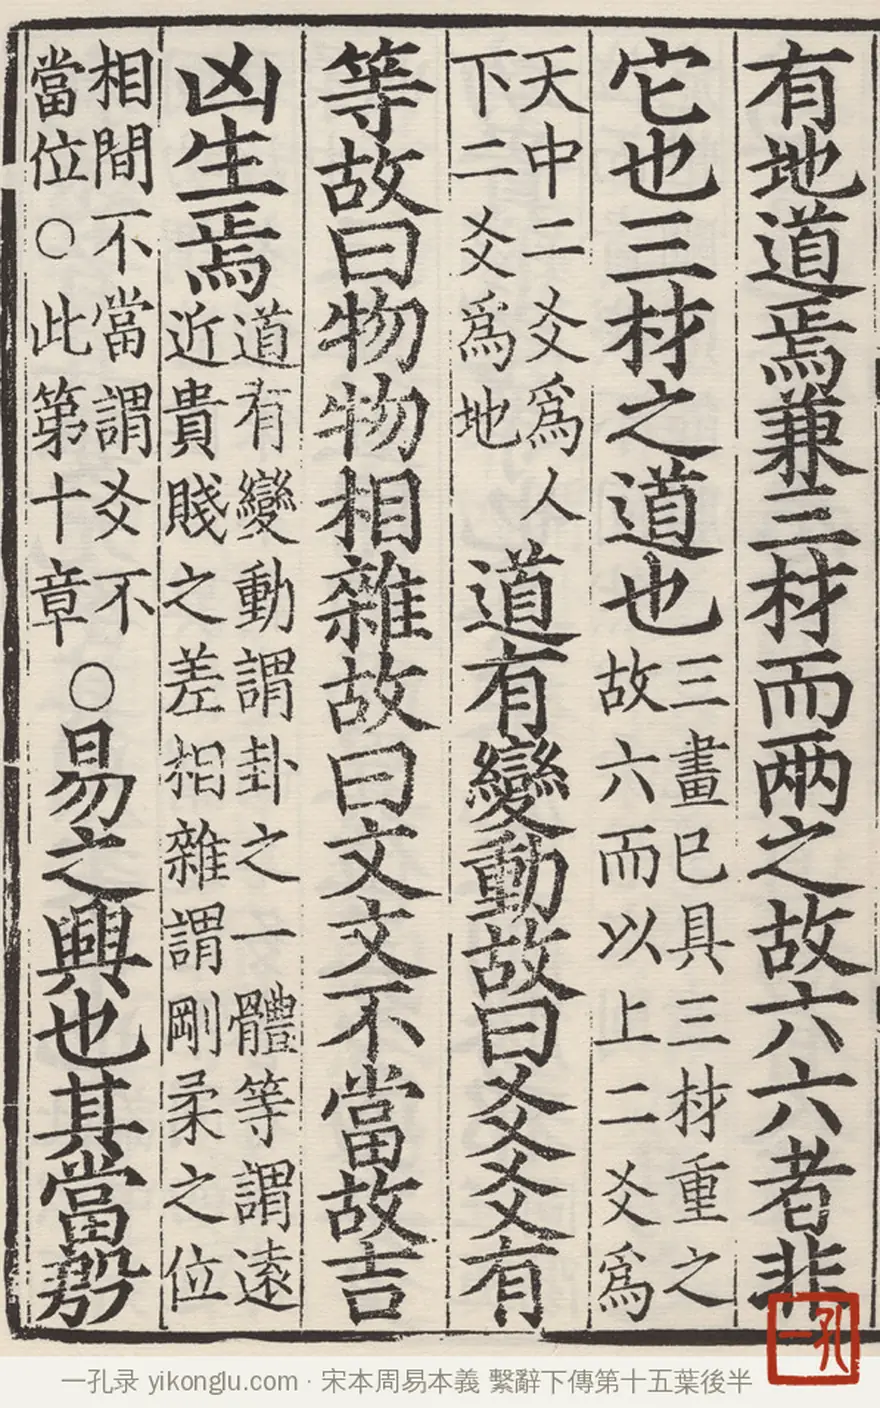 有地道焉兼三材而兩之故六六者非
它也三材之道也三畫已具三材重之故六而以上二爻爲
天中二爻爲人下二爻爲地道有變動故曰爻爻有
等故曰物物相雜故曰文文不當故吉
凶生焉道有變動謂卦之一體等謂遠近貴賤之差相雜謂剛柔之位
相間不當謂爻不當位○此第十章○易之興也其當殷
一孔
一孔录 yikonglu.com · 宋本周易本義 繫辭下傳第十五葉後半